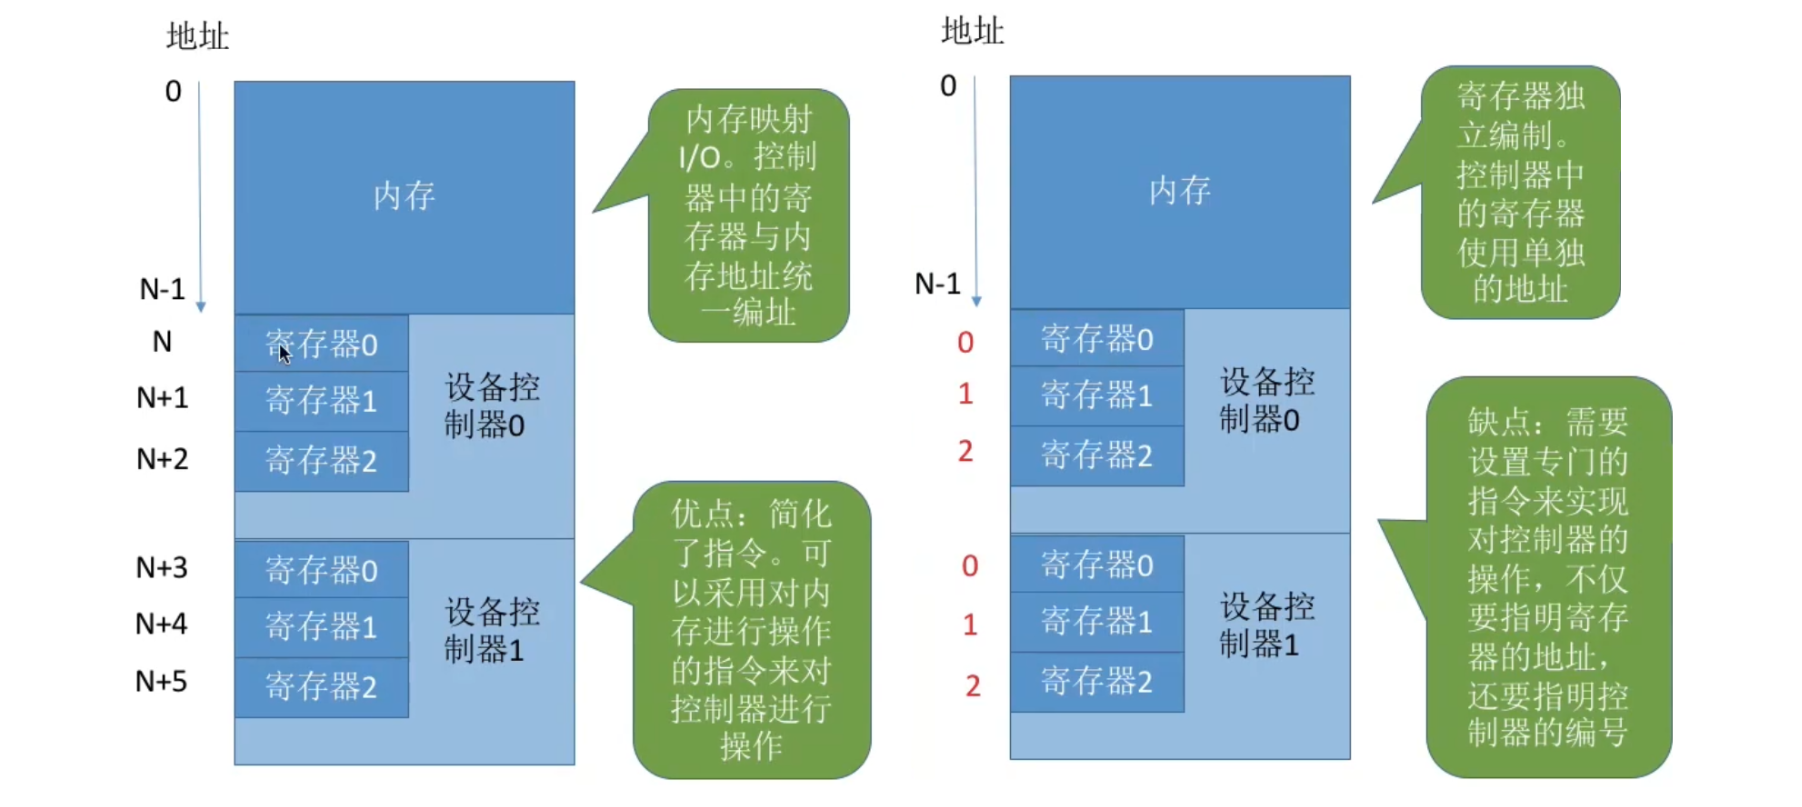 地址
0
内存
N-1
N
N+1
N+2
寄存器0
寄存器1
寄存器2
设备控
制器0
N+3
N+4
N+5
寄存器0
寄存器1
寄存器2
设备控
制器1
内存映射
I/O。控制
器中的寄
存器与内
存地址统
一编址
优点：简化
了指令。可
以采用对内
存进行操作
的指令来对
控制器进行
操作
地址
0
内存
N-1
0
1
2
寄存器0
寄存器1
寄存器2
设备控
制器0
0
1
2
寄存器0
寄存器1
寄存器2
设备控
制器1
寄存器独
立编制。
控制器中
的寄存器
使用单独
的地址
缺点：需要
设置专门的
指令来实现
对控制器的
操作，不仅
要指明寄存
器的地址，
还要指明控
制器的编号